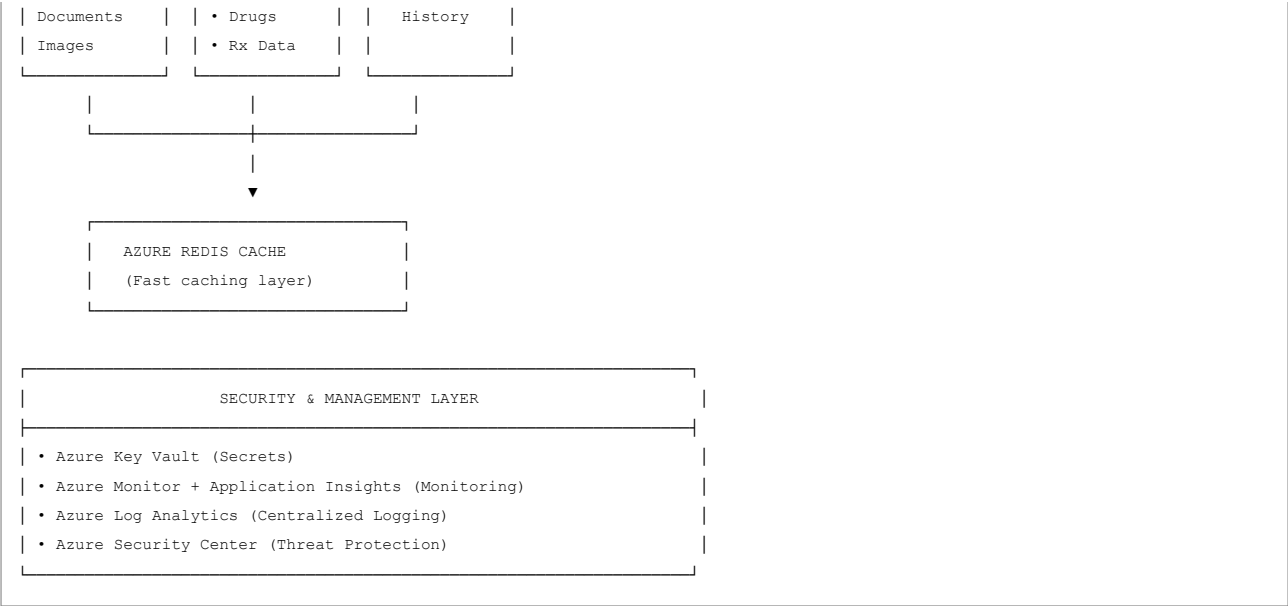 Documents • Drugs History
Images • Rx Data
AZURE REDIS CACHE
(Fast caching layer)
SECURITY & MANAGEMENT LAYER
• Azure Key Vault (Secrets)
• Azure Monitor + Application Insights (Monitoring)
• Azure Log Analytics (Centralized Logging)
• Azure Security Center (Threat Protection)